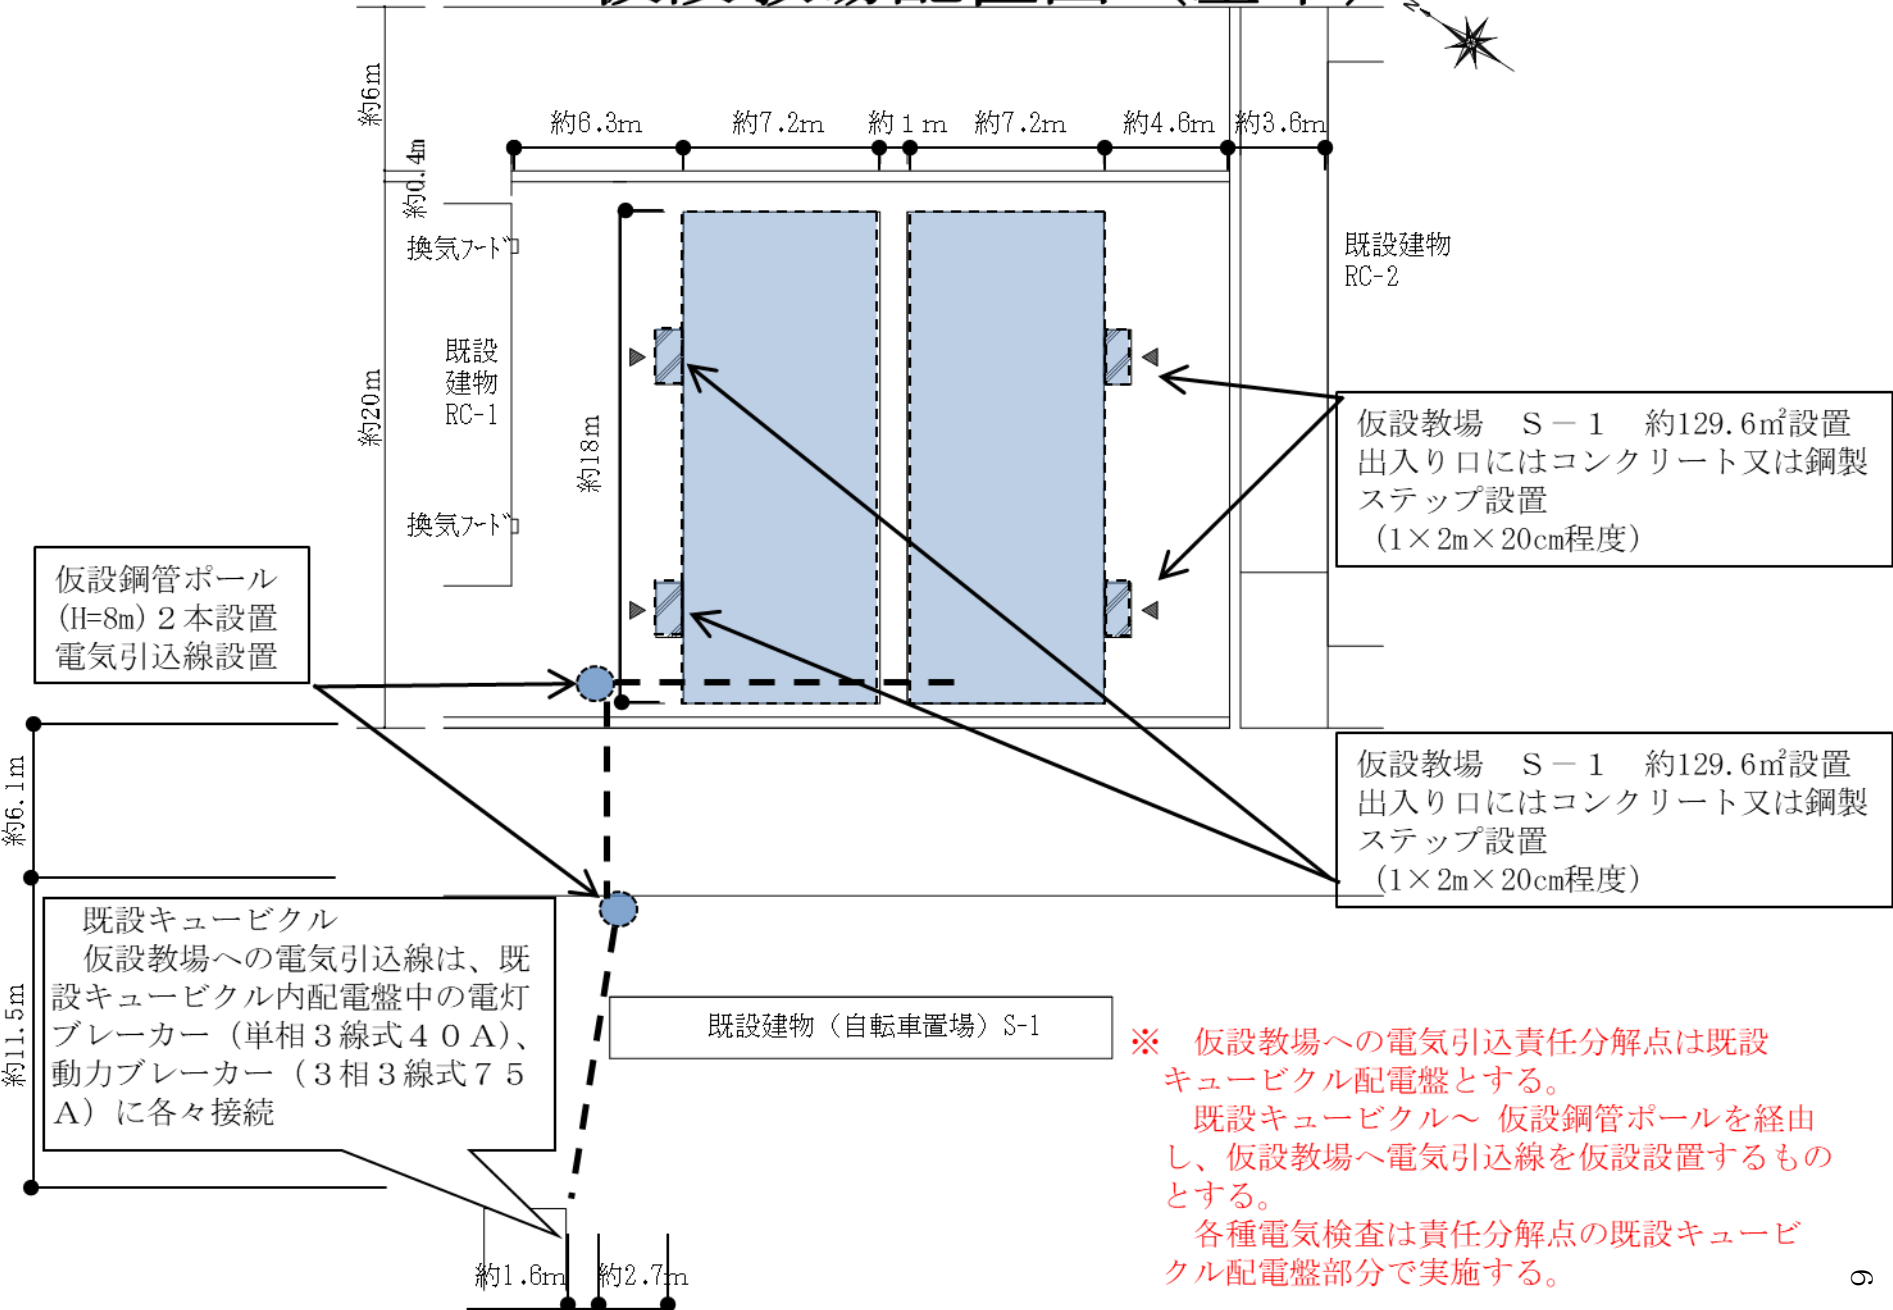 N
約6m
約0.4m
約6.3m
約7.2m
約１m
約7.2m
約4.6m
約3.6m
換気フード
既設建物
RC-2
既設
建物
RC-1
約20m
約18m
換気フード
仮設教場　Ｓ－１　約129.6㎡設置
出入り口にはコンクリート又は鋼製
ステップ設置
（1×2m×20cm程度）
仮設鋼管ポール
(H=8m)２本設置
電気引込線設置
仮設教場　Ｓ－１　約129.6㎡設置
出入り口にはコンクリート又は鋼製
ステップ設置
（1×2m×20cm程度）
約6.1m
約11.5m
既設キュービクル
仮設教場への電気引込線は、既
設キュービクル内配電盤中の電灯
ブレーカー（単相３線式４０Ａ）、
動力ブレーカー（３相３線式７５
Ａ）に各々接続
既設建物（自転車置場）S-1
※　仮設教場への電気引込責任分解点は既設
キュービクル配電盤とする。
既設キュービクル～ 仮設鋼管ポールを経由
し、仮設教場へ電気引込線を仮設設置するもの
とする。
各種電気検査は責任分解点の既設キュービ
クル配電盤部分で実施する。
約1.6m
約2.7m
9